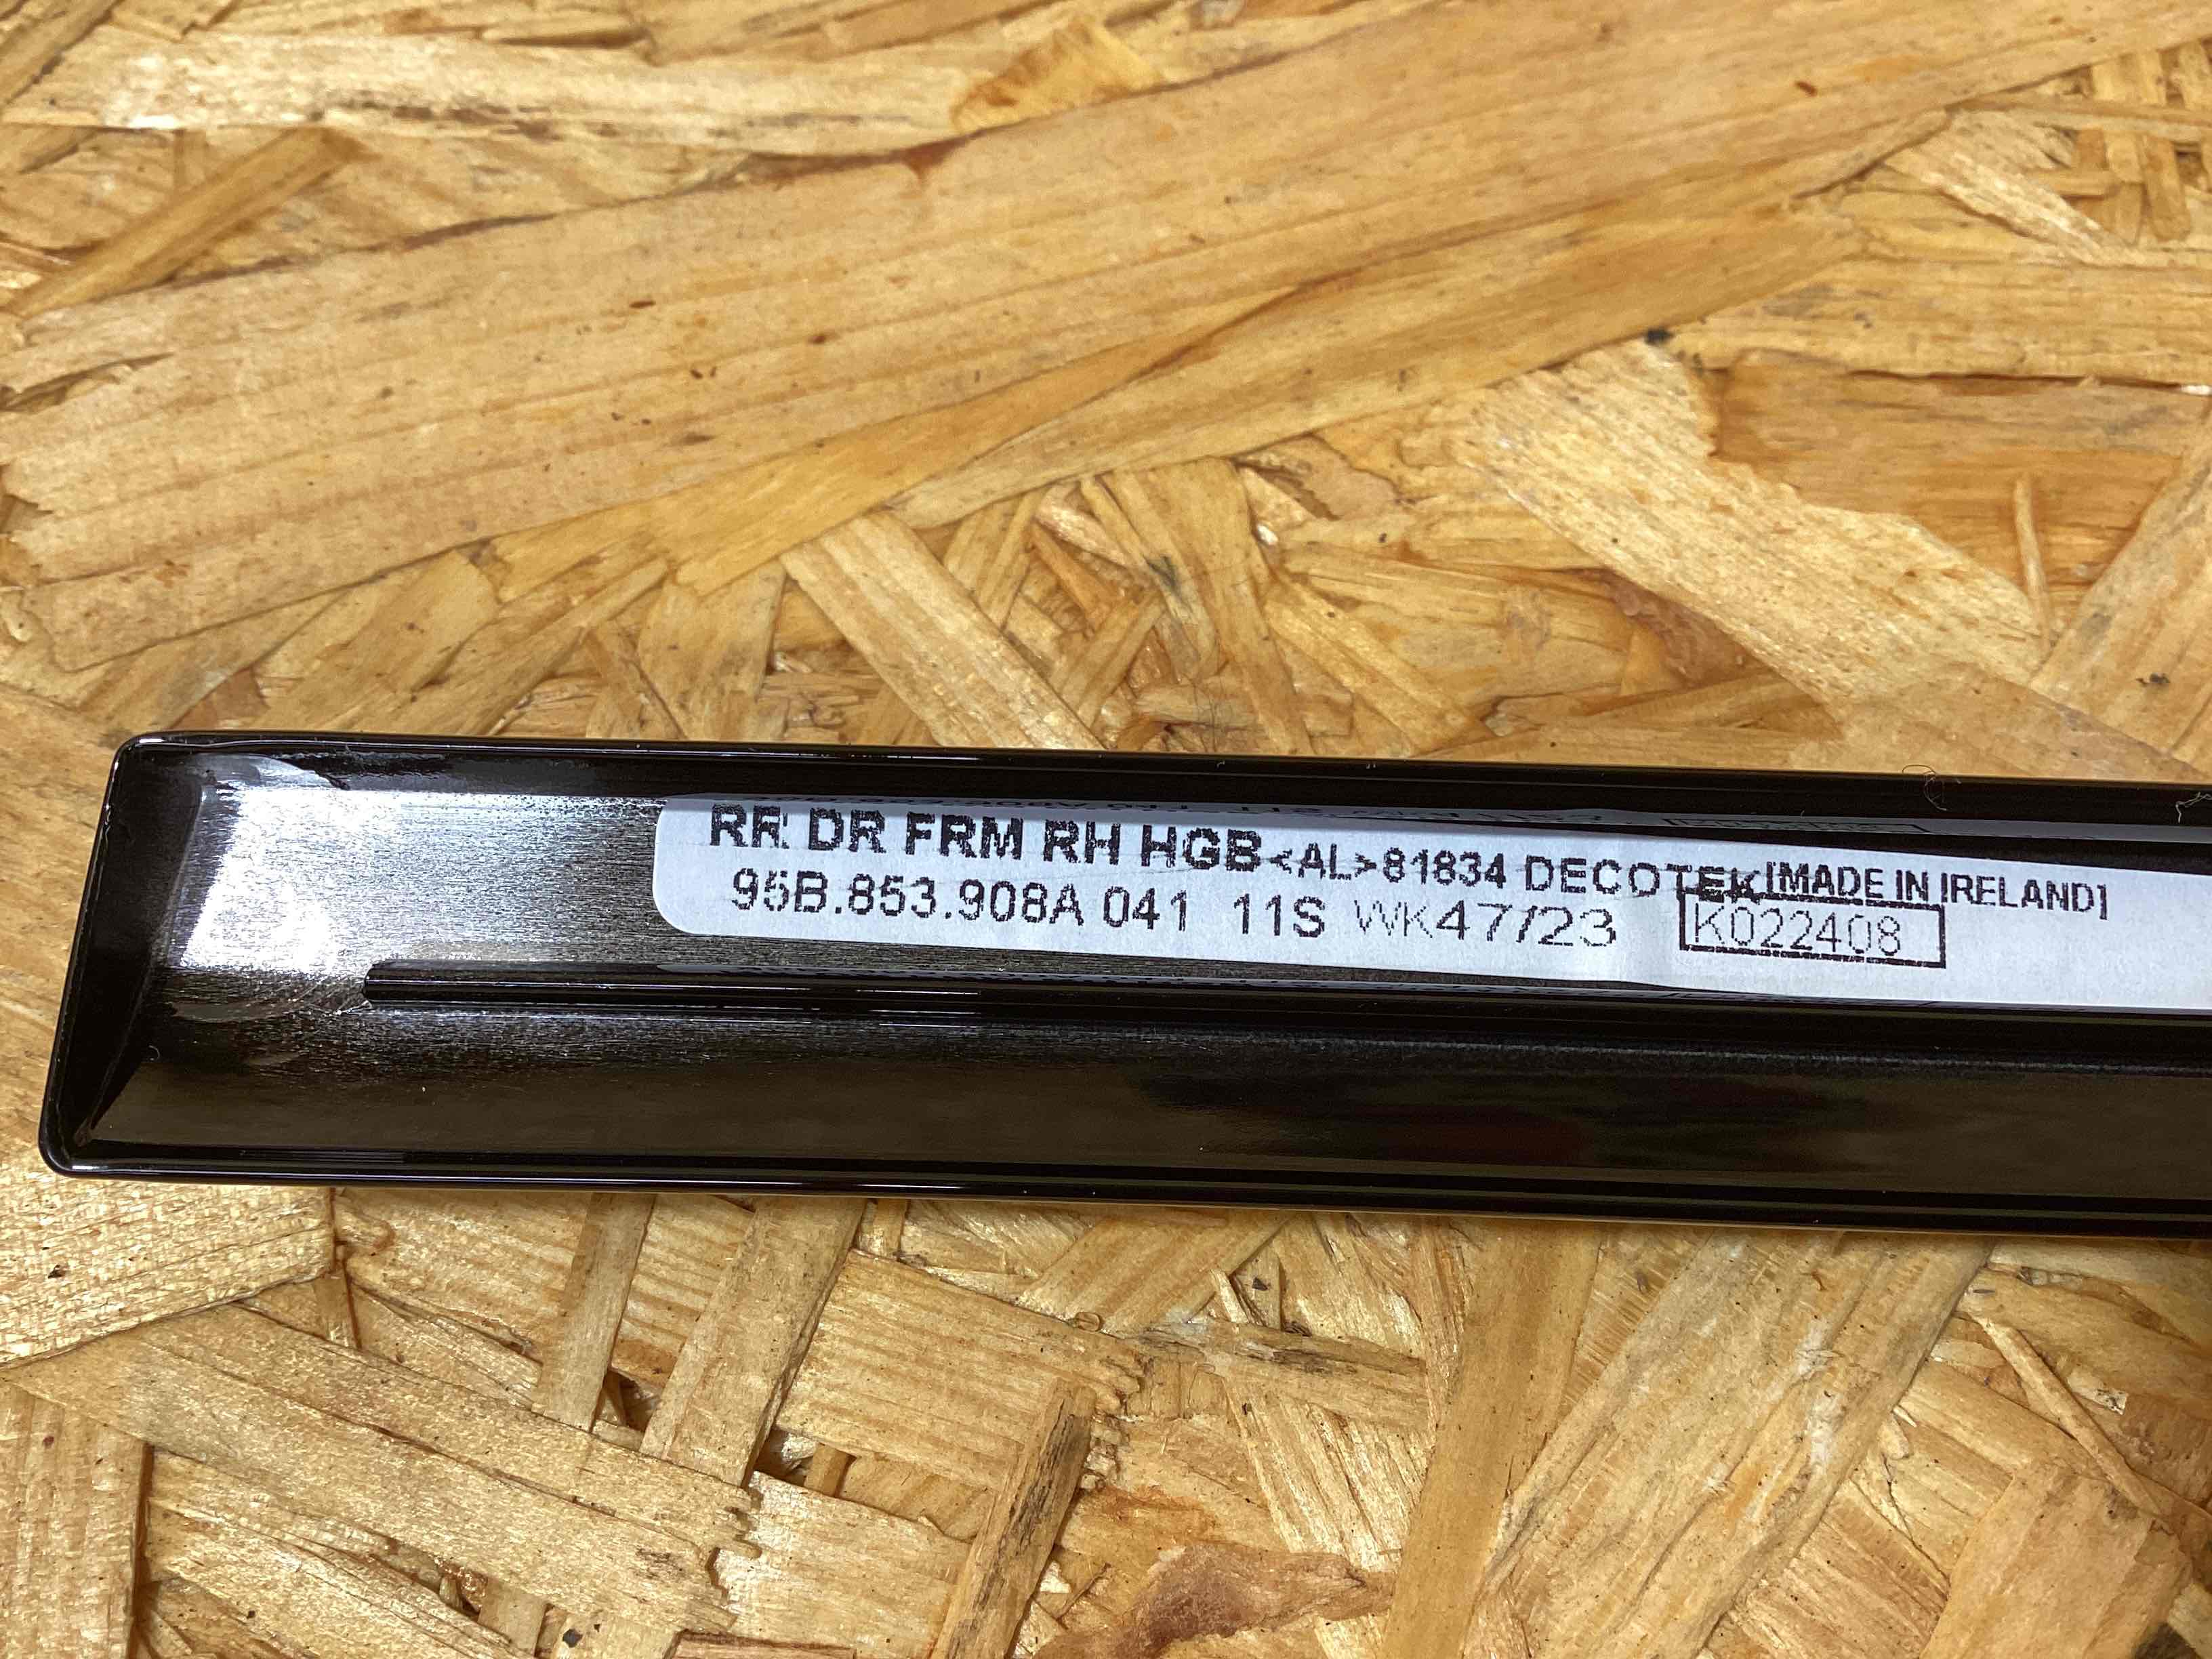 RR DR FRM RH HGB<AL>81834 DECOTEK[MADE IN IRELAND]
95B.853.908A 041 11S WK47/23 K022408